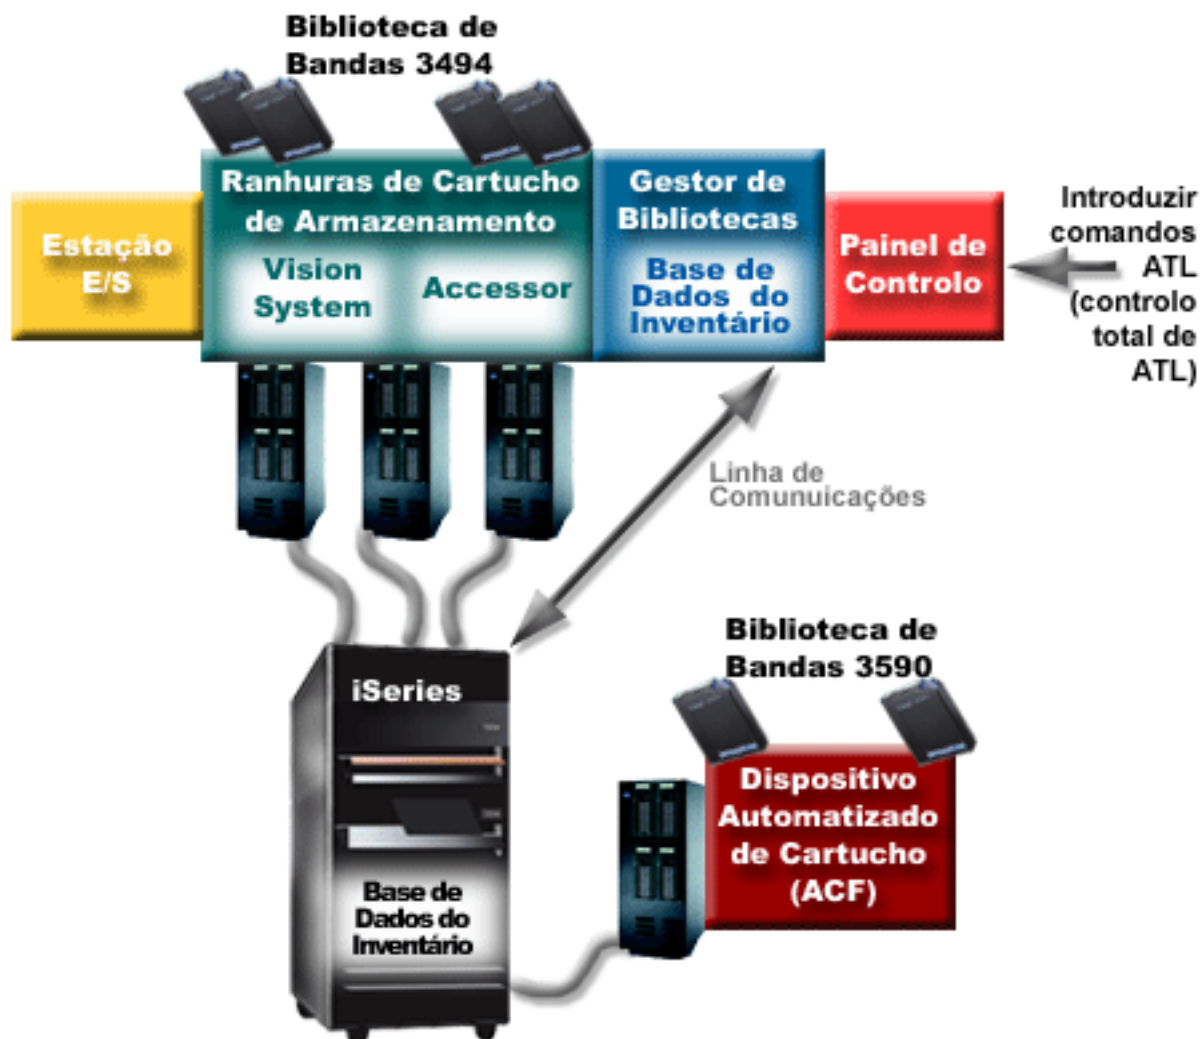 Biblioteca de
Bandas 3494
Ranhuras de Cartucho
de Armazenamento
Vision
System
Accessor
Gestor de
Bibliotecas
Base de
Dados do
Inventário
Estação
E/S
Painel de
Controlo
Introduzir
comandos
ATL
(controlo
total de
ATL)
Linha de
Comunuicações
iSeries
Base de
Dados do
Inventário
Biblioteca de
Bandas 3590
Dispositivo
Automatizado
de Cartucho
(ACF)